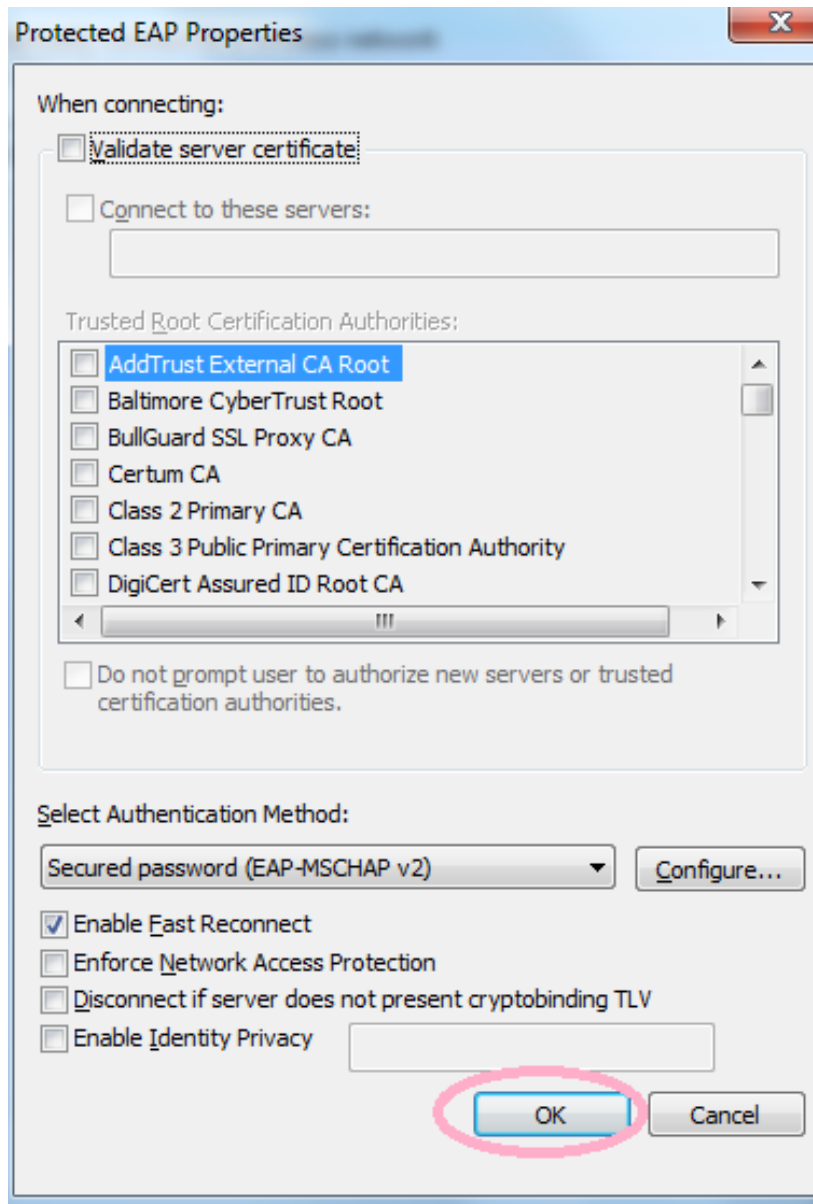 Protected EAP Properties
When connecting:
Validate server certificate
Connect to these servers:
Trusted Root Certification Authorities:
AddTrust External CA Root
Baltimore CyberTrust Root
BullGuard SSL Proxy CA
Certum CA
Class 2 Primary CA
Class 3 Public Primary Certification Authority
DigiCert Assured ID Root CA
Do not prompt user to authorize new servers or trusted
certification authorities.
Select Authentication Method:
Secured password (EAP-MSCHAP v2) Configure...
Enable Fast Reconnect
Enforce Network Access Protection
Disconnect if server does not present cryptobinding TLV
Enable Identity Privacy
OK Cancel